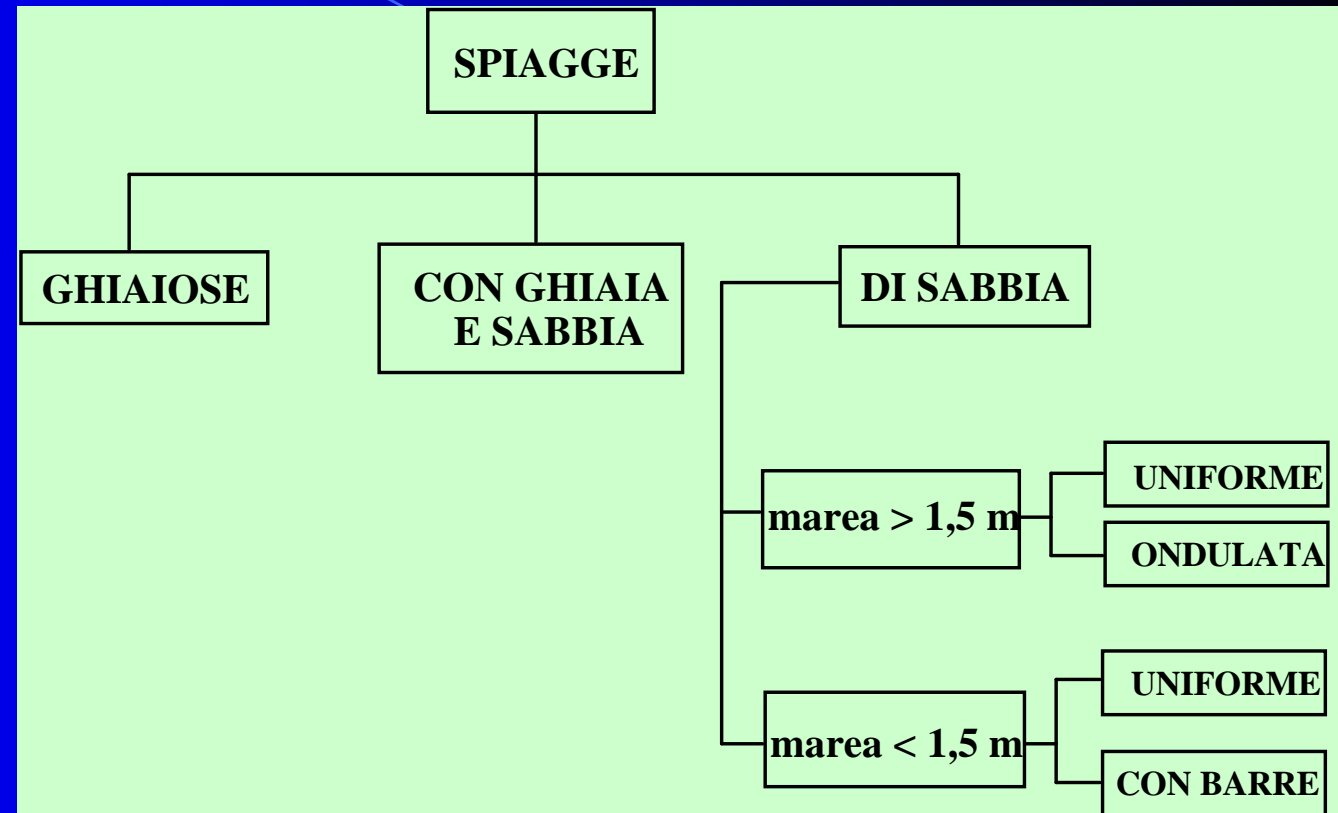 SPIAGGE
GHIAIOSE
CON GHIAIA
E SABBIA
DI SABBIA
marea > 1,5 m
UNIFORME
ONDULATA
marea < 1,5 m
UNIFORME
CON BARRE